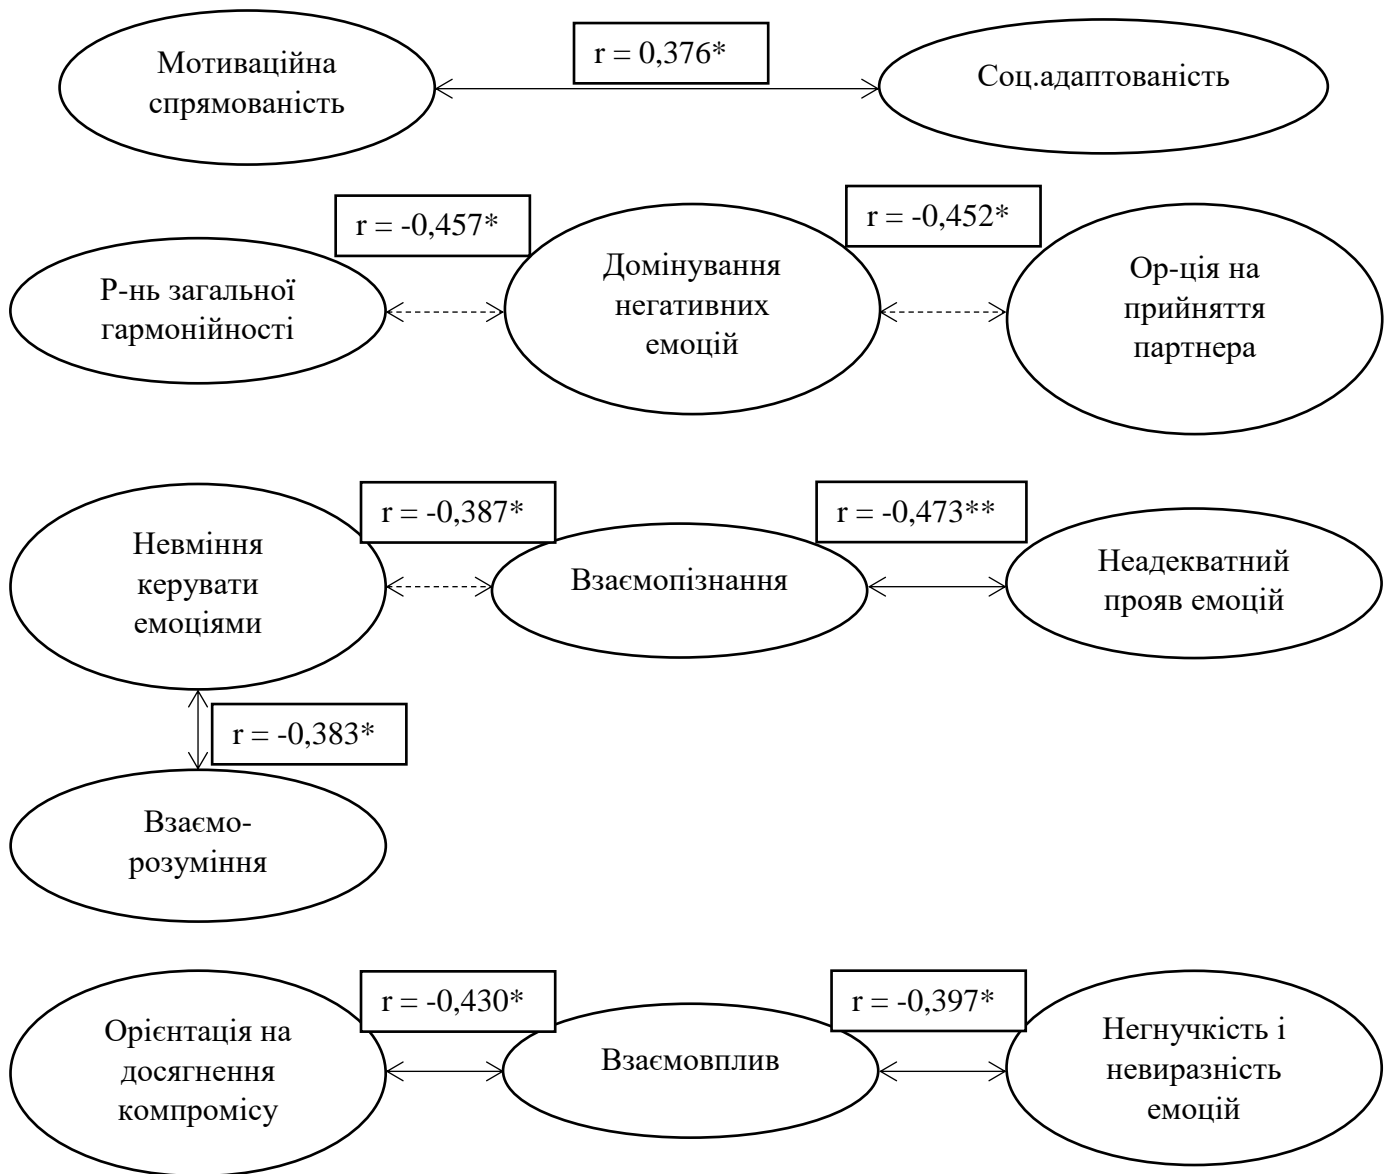 Мотиваційна
спрямованість
r = 0,376*
Соц.адаптованість
r = -0,457*
r = -0,452*
Р-нь загальної
гармонійності
Домінування
негативних
емоцій
Ор-ція на
прийняття
партнера
r = -0,387*
r = -0,473**
Невміння
керувати
емоціями
Взаємопізнання
Неадекватний
прояв емоцій
r = -0,383*
Взаємо-
розуміння
r = -0,430*
r = -0,397*
Орієнтація на
досягнення
компромісу
Взаємовплив
Негнучкість і
невиразність
емоцій